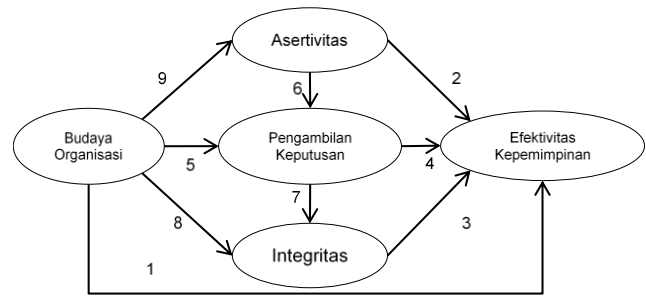 Asertivitas
9
2
6
Budaya
Organisasi
Pengambilan
Keputusan
Efektivitas
Kepemimpinan
5
4
7
8
3
Integritas
1